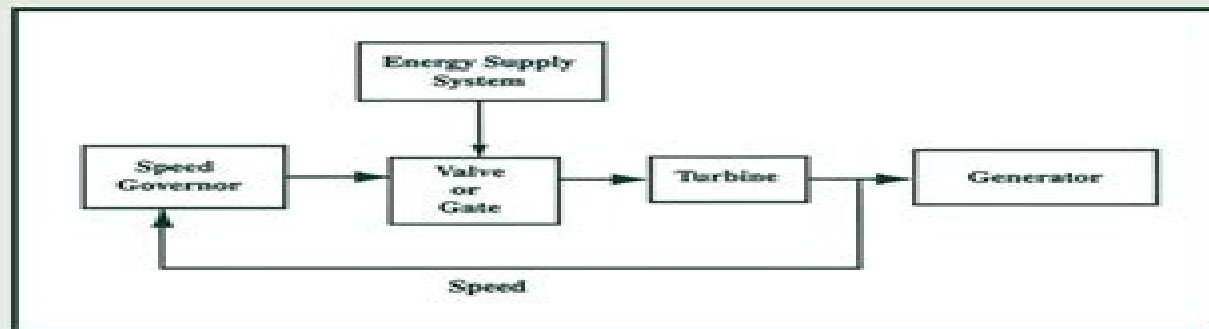 Energy Supply
System
Speed
Governor
Valve
or
Gate
Turbine
Generator
Speed